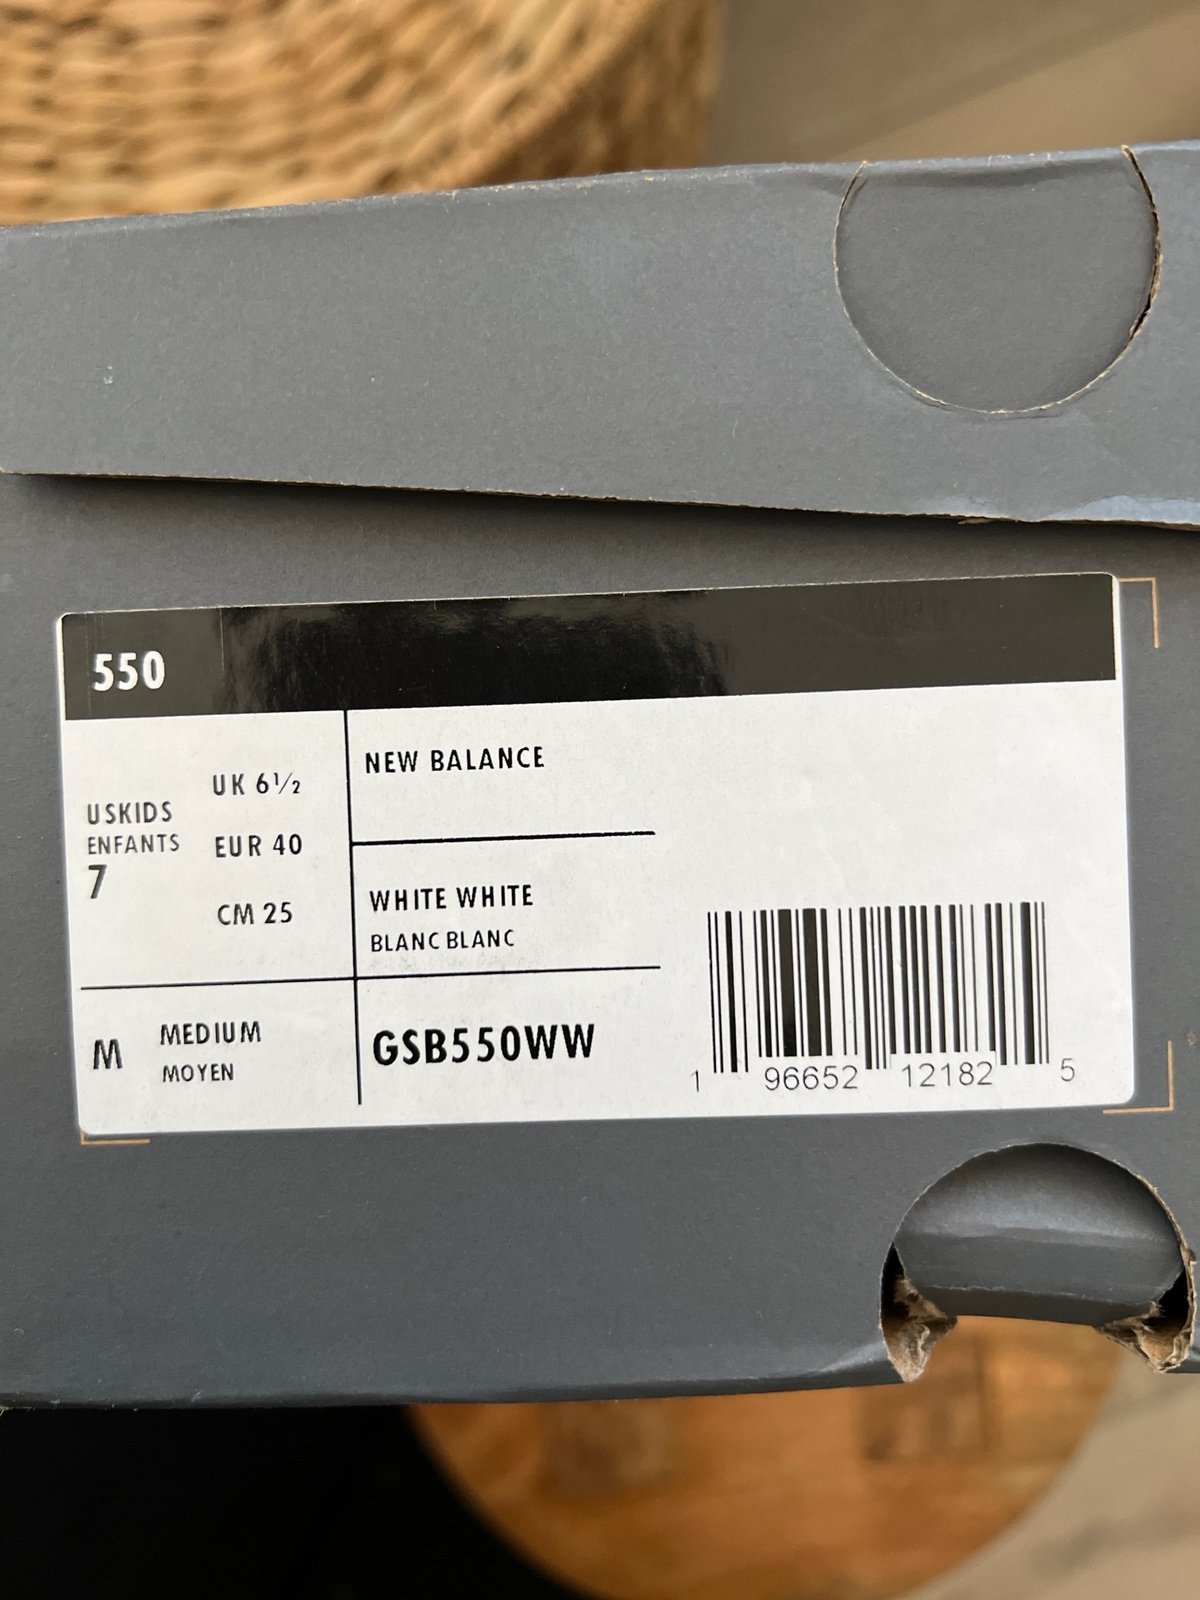 550
USKIDS
ENFANTS
7
UK 6½
EUR 40
CM 25
NEW BALANCE
WHITE WHITE
BLANC BLANC
M
MEDIUM
MOYEN
GSB550WW
1 96652 12182 5